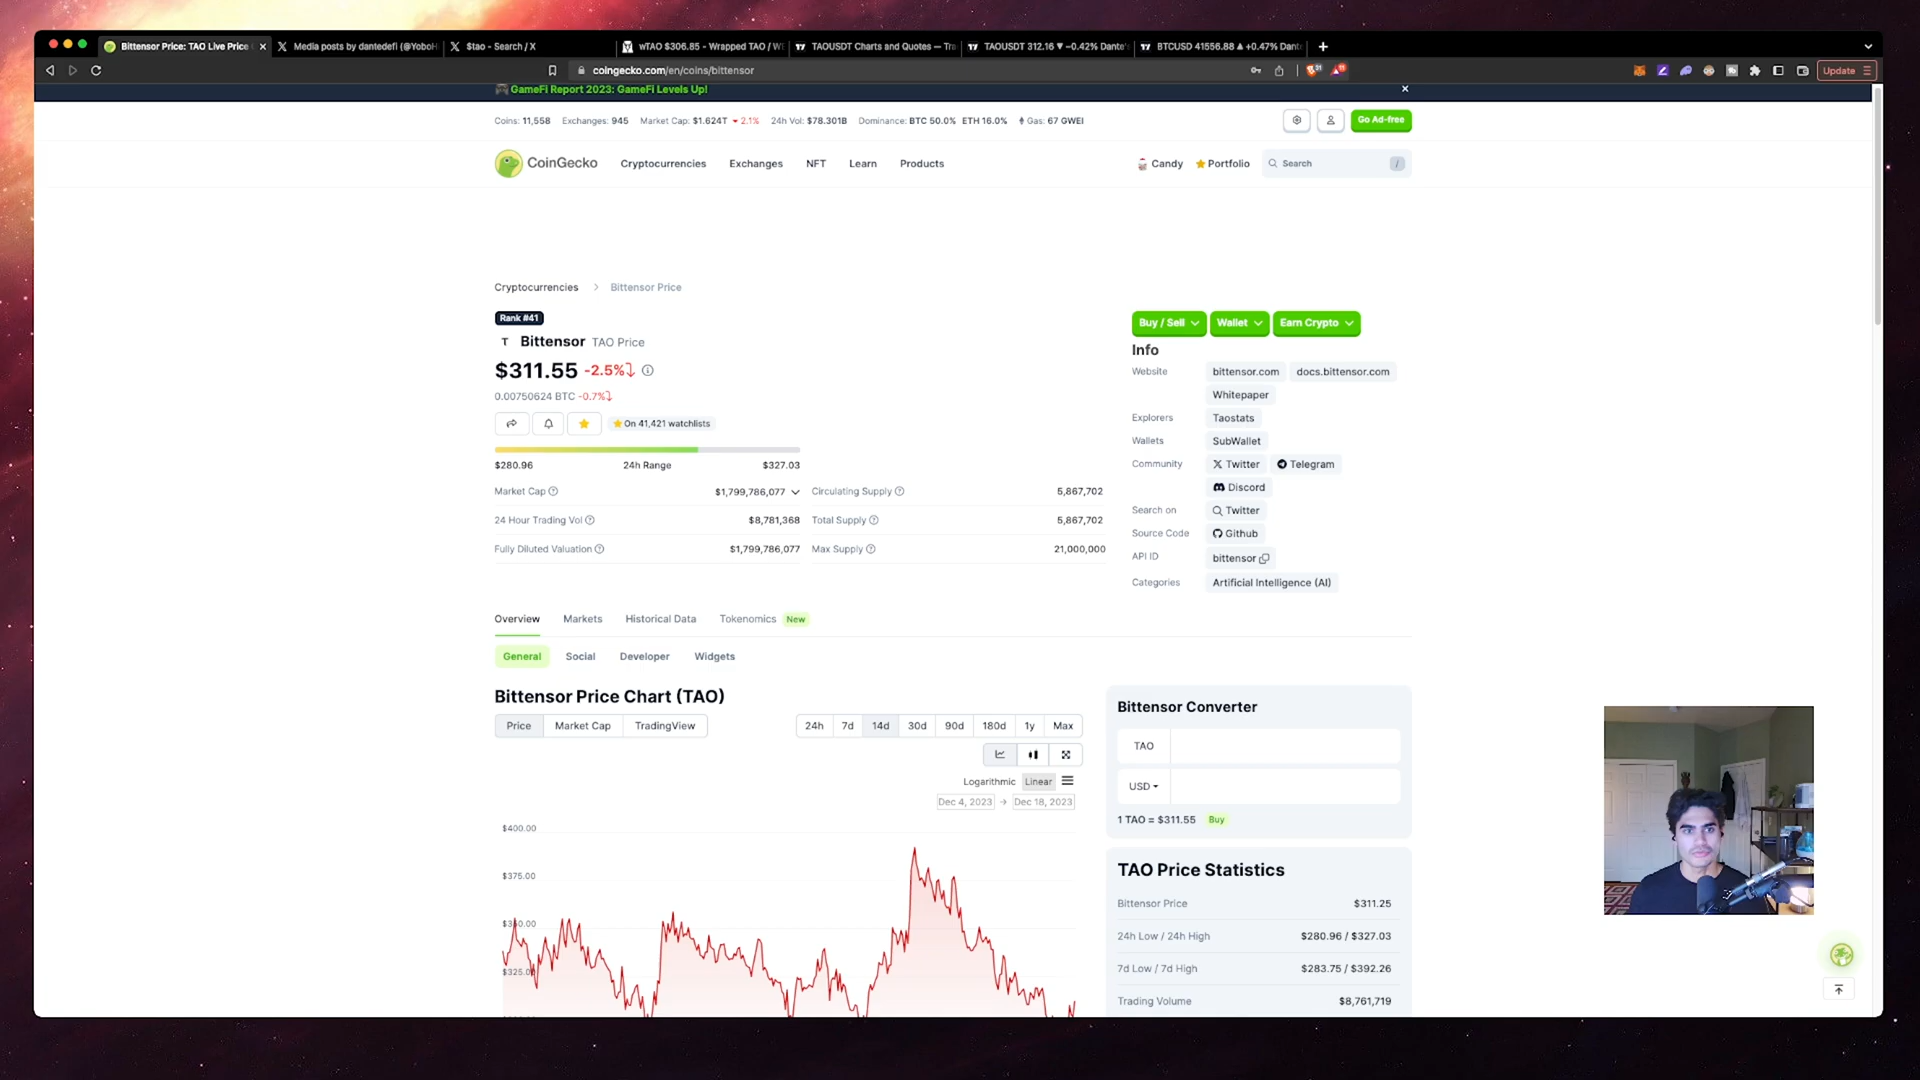 Bittensor Price: TAO Live Price
Media posts by dantedefi (@YoboH
$tao - Search / X
wTAO $306.85 - Wrapped TAO / W
TAOUSDT Charts and Quotes — Tra
TAOUSDT 312.16 ▼ −0.42% Dante'
BTCUSD 41556.88 ▲ +0.47% Dant
coingecko.com/en/coins/bittensor
Update
GameFi Report 2023: GameFi Levels Up!
Coins: 11,558 Exchanges: 945 Market Cap: $1.624T ▾ 2.1% 24h Vol: $78.301B Dominance: BTC 50.0% ETH 16.0% Gas: 67 GWEI
Go Ad-free
CoinGecko Cryptocurrencies Exchanges NFT Learn Products
Candy Portfolio Search /
Cryptocurrencies > Bittensor Price
Rank #41
T Bittensor TAO Price
$311.55 -2.5%
0.00750624 BTC -0.7%
On 41,421 watchlists
$280.96 24h Range $327.03
Market Cap $1,799,786,077
24 Hour Trading Vol $8,781,368
Fully Diluted Valuation $1,799,786,077
Circulating Supply 5,867,702
Total Supply 5,867,702
Max Supply 21,000,000
Buy / Sell Wallet Earn Crypto
Info
Website bittensor.com docs.bittensor.com
Whitepaper
Explorers Taostats
Wallets SubWallet
Community Twitter Telegram
Discord
Search on Twitter
Source Code Github
API ID bittensor
Categories Artificial Intelligence (AI)
Overview Markets Historical Data Tokenomics New
General Social Developer Widgets
Bittensor Price Chart (TAO)
Price Market Cap TradingView
24h 7d 14d 30d 90d 180d 1y Max
Logarithmic Linear
Dec 4, 2023 → Dec 18, 2023
$400.00
$375.00
$350.00
$325.00
Bittensor Converter
TAO
USD
1 TAO = $311.55 Buy
TAO Price Statistics
Bittensor Price $311.25
24h Low / 24h High $280.96 / $327.03
7d Low / 7d High $283.75 / $392.26
Trading Volume $8,761,719